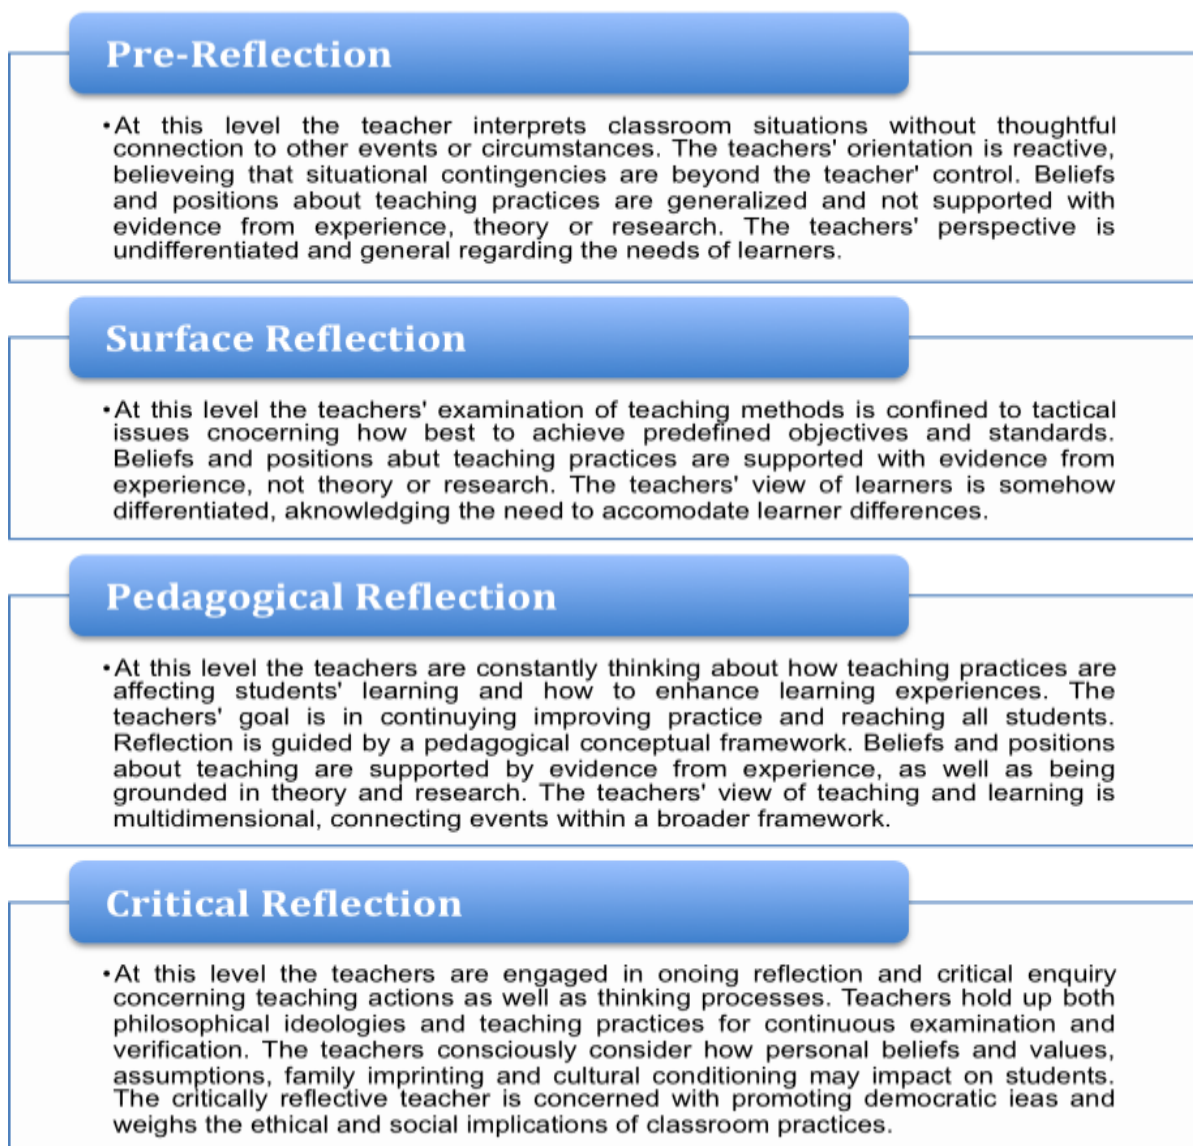 Pre-Reflection
•At this level the teacher interprets classroom situations without thoughtful
connection to other events or circumstances. The teachers' orientation is reactive,
believeing that situational contingencies are beyond the teacher' control. Beliefs
and positions about teaching practices are generalized and not supported with
evidence from experience, theory or research. The teachers' perspective is
undifferentiated and general regarding the needs of learners.
Surface Reflection
•At this level the teachers' examination of teaching methods is confined to tactical
issues cnocerning how best to achieve predefined objectives and standards.
Beliefs and positions abut teaching practices are supported with evidence from
experience, not theory or research. The teachers' view of learners is somehow
differentiated, aknowledging the need to accomodate learner differences.
Pedagogical Reflection
•At this level the teachers are constantly thinking about how teaching practices are
affecting students' learning and how to enhance learning experiences. The
teachers' goal is in continuying improving practice and reaching all students.
Reflection is guided by a pedagogical conceptual framework. Beliefs and positions
about teaching are supported by evidence from experience, as well as being
grounded in theory and research. The teachers' view of teaching and learning is
multidimensional, connecting events within a broader framework.
Critical Reflection
•At this level the teachers are engaged in onoing reflection and critical enquiry
concerning teaching actions as well as thinking processes. Teachers hold up both
philosophical ideologies and teaching practices for continuous examination and
verification. The teachers consciously consider how personal beliefs and values,
assumptions, family imprinting and cultural conditioning may impact on students.
The critically reflective teacher is concerned with promoting democratic ieas and
weighs the ethical and social implications of classroom practices.